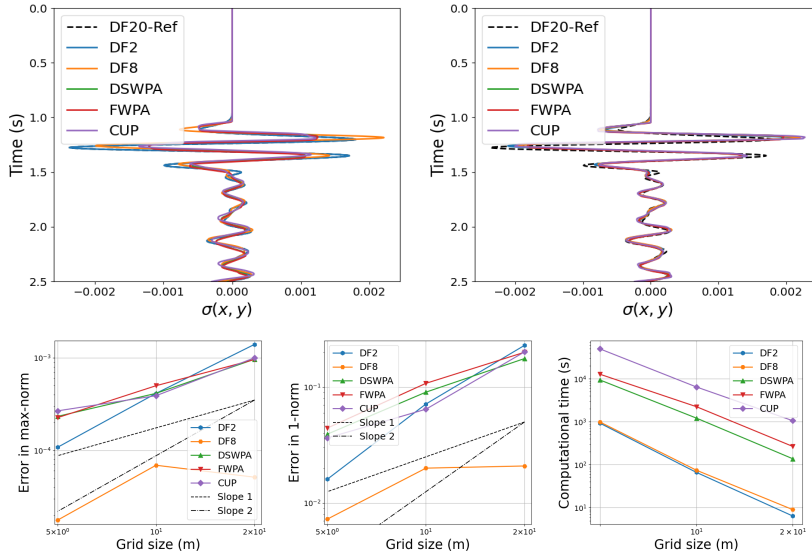 0.0
0.5
1.0
1.5
2.0
2.5
Time (s)
DF20-Ref
DF2
DF8
DSWPA
FWPA
CUP
−0.002 −0.001 0.000 0.001 0.002
σ(x, y)
0.0
0.5
1.0
1.5
2.0
2.5
Time (s)
DF20-Ref
DF2
DF8
DSWPA
FWPA
CUP
−0.002 −0.001 0.000 0.001 0.002
σ(x, y)
10⁻³
10⁻⁴
Error in max-norm
DF2
DF8
DSWPA
FWPA
CUP
Slope 1
Slope 2
5×10⁰ 10¹ 2×10¹
Grid size (m)
10⁻¹
10⁻²
Error in 1-norm
DF2
DF8
DSWPA
FWPA
CUP
Slope 1
Slope 2
5×10⁰ 10¹ 2×10¹
Grid size (m)
10⁴
10³
10²
10¹
Computational time (s)
DF2
DF8
DSWPA
FWPA
CUP
10¹ 2×10¹
Grid size (m)